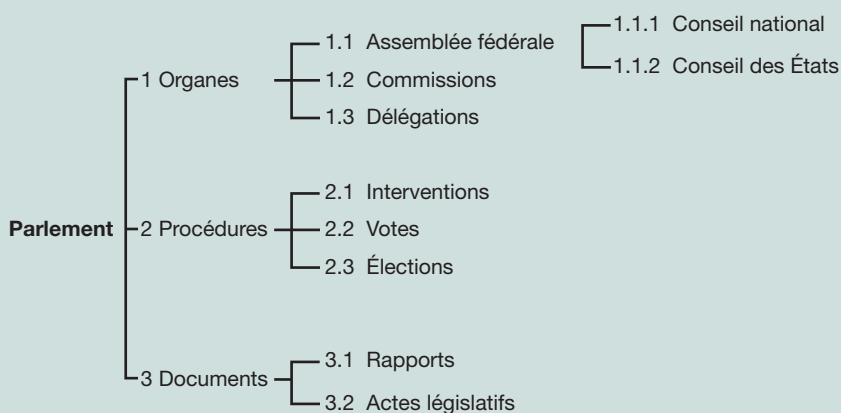 Parlement
1 Organes
1.1 Assemblée fédérale
1.1.1 Conseil national
1.1.2 Conseil des États
1.2 Commissions
1.3 Délégations
2 Procédures
2.1 Interventions
2.2 Votes
2.3 Élections
3 Documents
3.1 Rapports
3.2 Actes législatifs